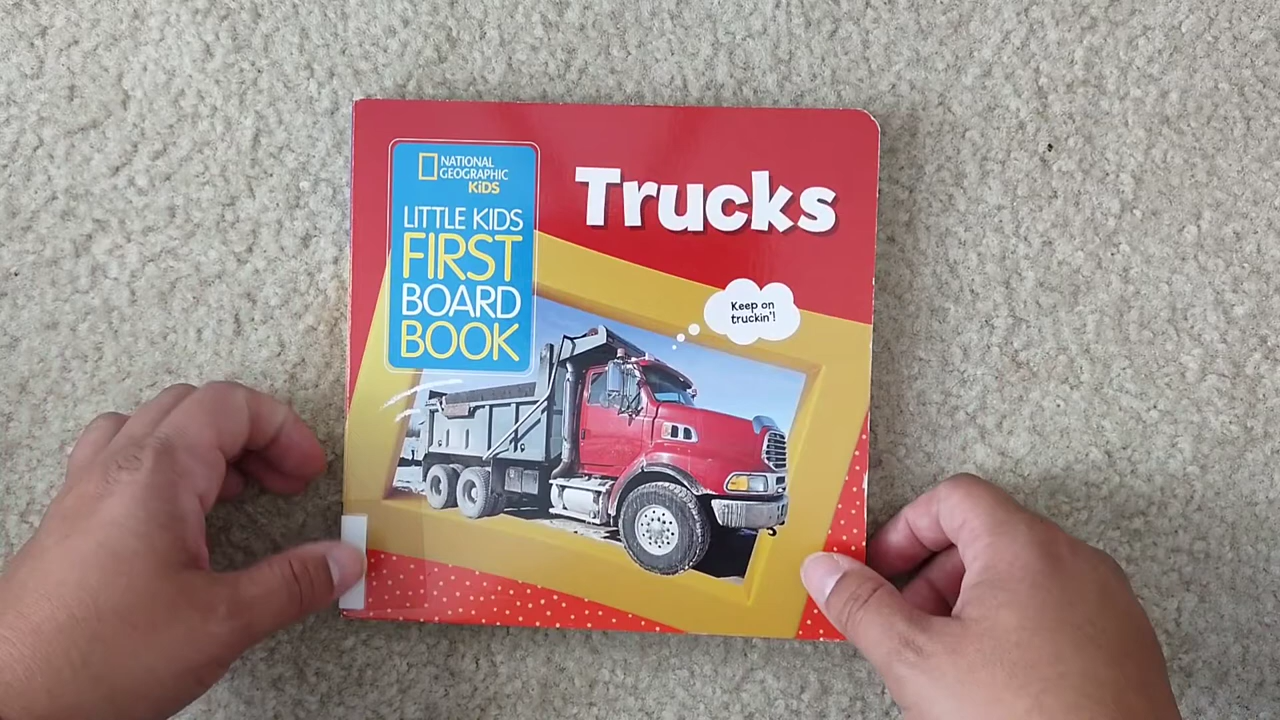 NATIONAL
GEOGRAPHIC
KiDS
LITTLE KIDS
FIRST
BOARD
BOOK
Trucks
Keep on
truckin'!